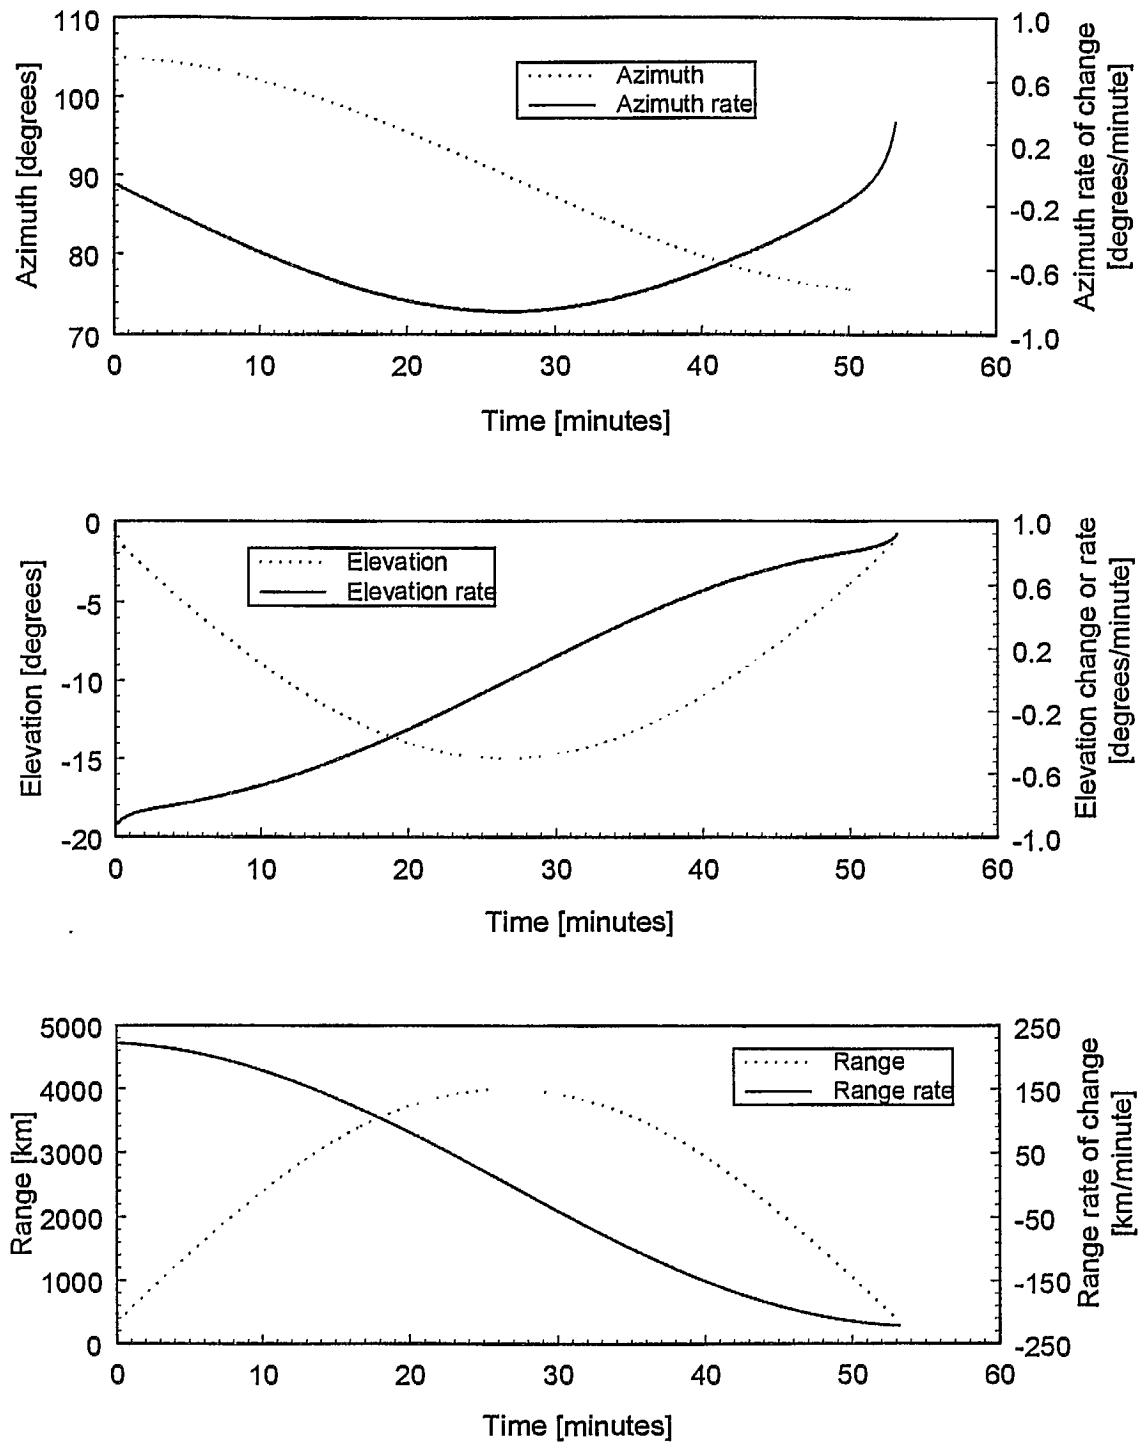 110
100
90
80
70
Azimuth [degrees]
Azimuth
Azimuth rate
1.0
0.6
0.2
-0.2
-0.6
-1.0
Azimuth rate of change
[degrees/minute]
0 10 20 30 40 50 60
Time [minutes]
0
-5
-10
-15
-20
Elevation [degrees]
Elevation
Elevation rate
1.0
0.6
0.2
-0.2
-0.6
-1.0
Elevation change or rate
[degrees/minute]
0 10 20 30 40 50 60
Time [minutes]
5000
4000
3000
2000
1000
0
Range [km]
Range
Range rate
250
150
50
-50
-150
-250
Range rate of change
[km/minute]
0 10 20 30 40 50 60
Time [minutes]